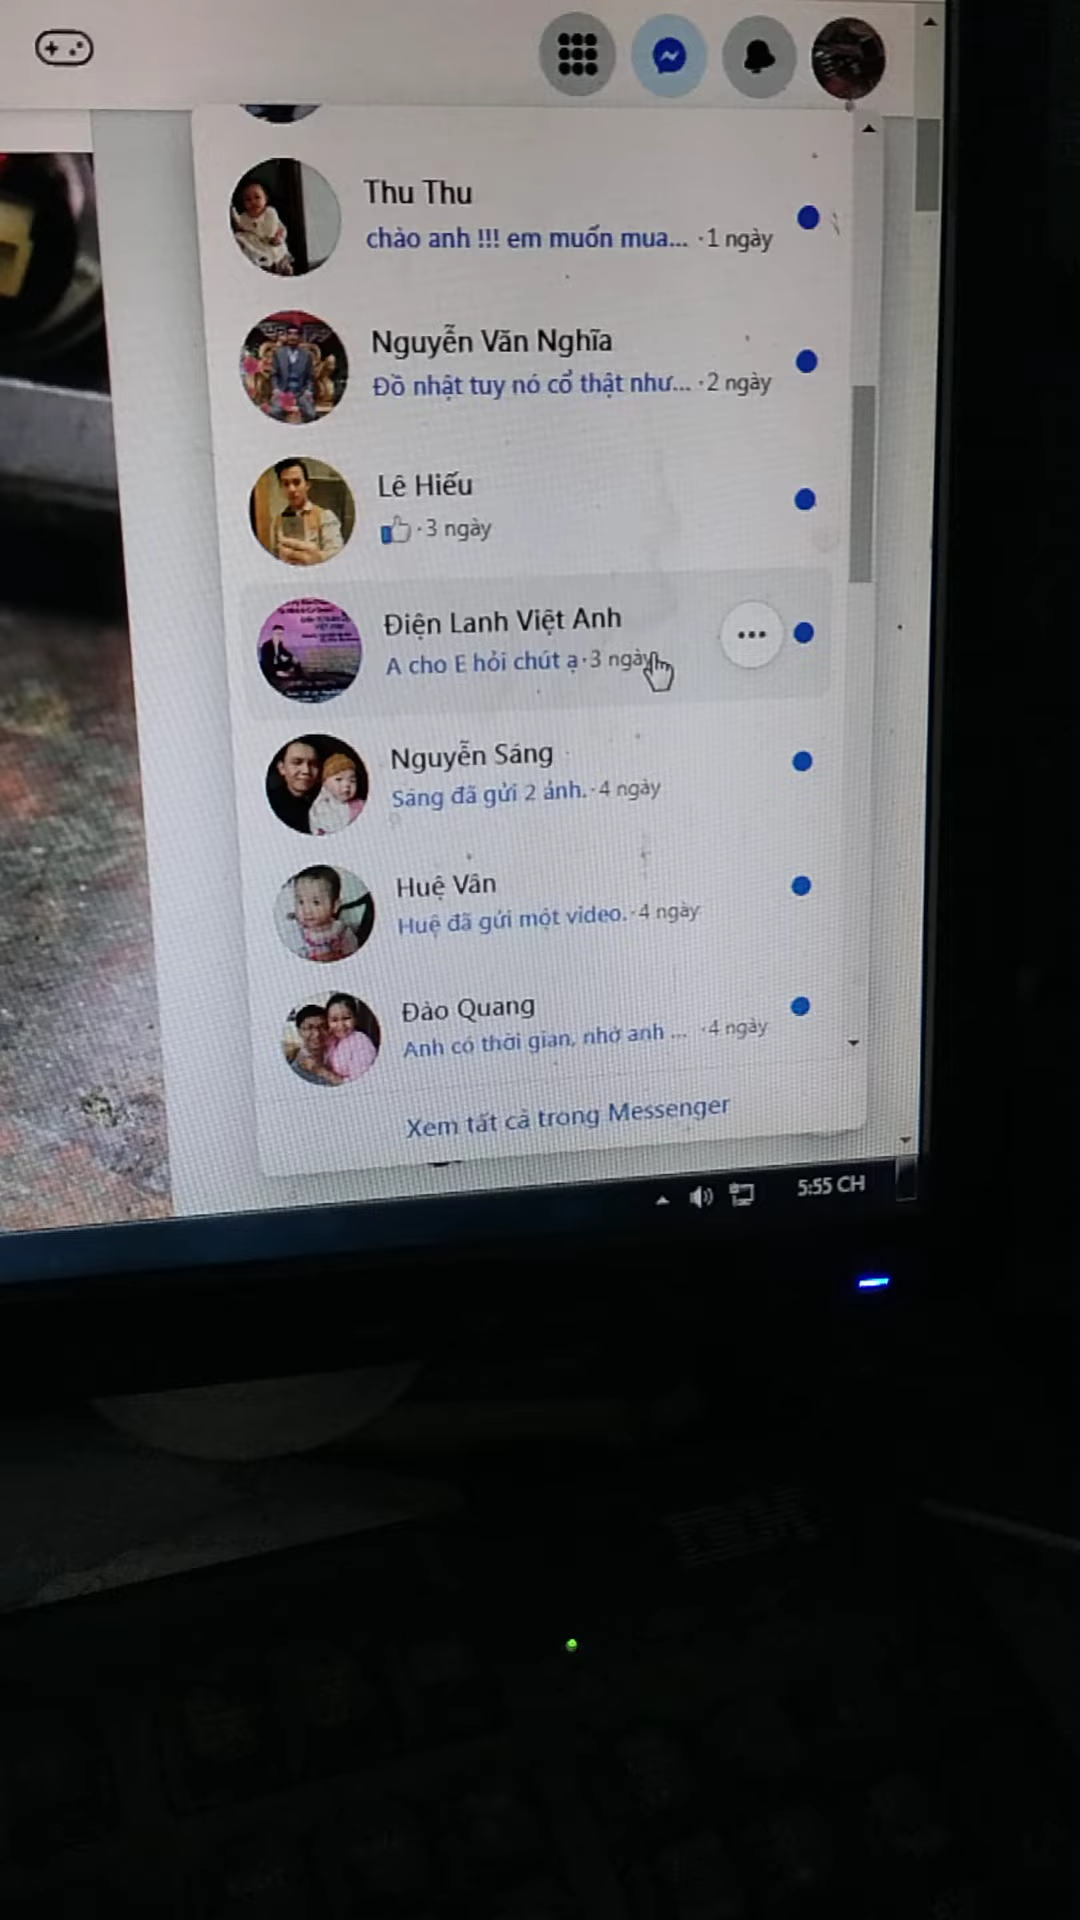 Thu Thu
chào anh !!! em muốn mua... · 1 ngày
Nguyễn Văn Nghĩa
Đồ nhật tuy nó cổ thật như... · 2 ngày
Lê Hiếu
· 3 ngày
Điện Lanh Việt Anh
A cho E hỏi chút ạ · 3 ngày
Nguyễn Sáng
Sáng đã gửi 2 ảnh. · 4 ngày
Huệ Vân
Huệ đã gửi một video. · 4 ngày
Đào Quang
Anh có thời gian, nhờ anh ... · 4 ngày
Xem tất cả trong Messenger
5:55 CH